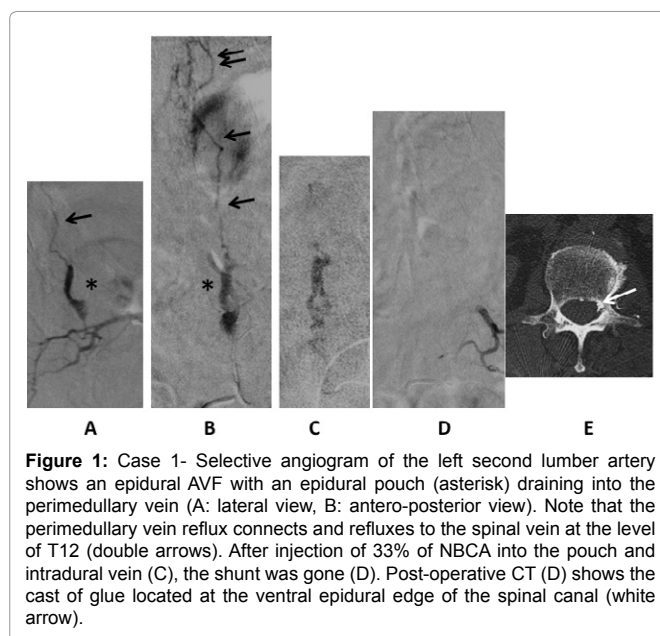 *
*
A
B
C
D
E
Figure 1: Case 1- Selective angiogram of the left second lumber artery
shows an epidural AVF with an epidural pouch (asterisk) draining into the
perimedullary vein (A: lateral view, B: antero-posterior view). Note that the
perimedullary vein reflux connects and refluxes to the spinal vein at the level
of T12 (double arrows). After injection of 33% of NBCA into the pouch and
intradural vein (C), the shunt was gone (D). Post-operative CT (D) shows the
cast of glue located at the ventral epidural edge of the spinal canal (white
arrow).